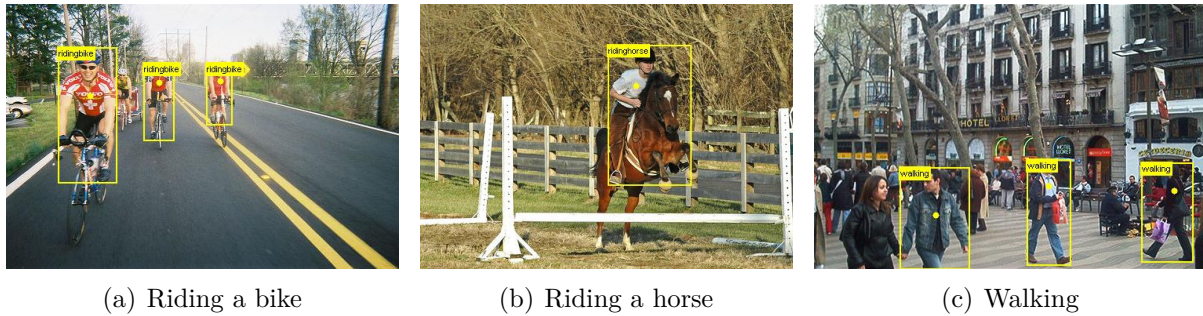 ridingbike
ridingbike
ridingbike
ridinghorse
HOTEL
walking
walking
walking
(a) Riding a bike
(b) Riding a horse
(c) Walking